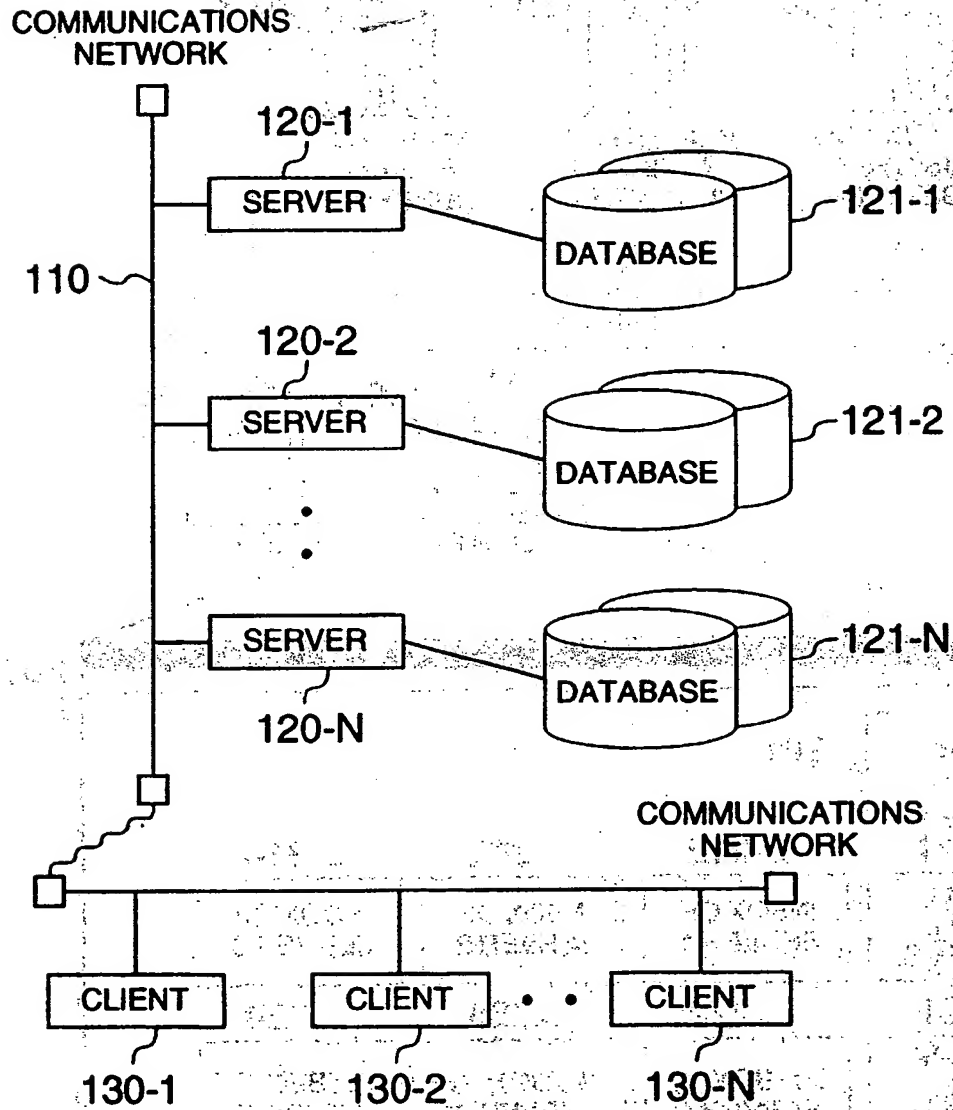 COMMUNICATIONS
NETWORK
120-1
SERVER
DATABASE
121-1
110
120-2
SERVER
DATABASE
121-2
SERVER
DATABASE
121-N
120-N
COMMUNICATIONS
NETWORK
CLIENT
CLIENT
CLIENT
130-1
130-2
130-N